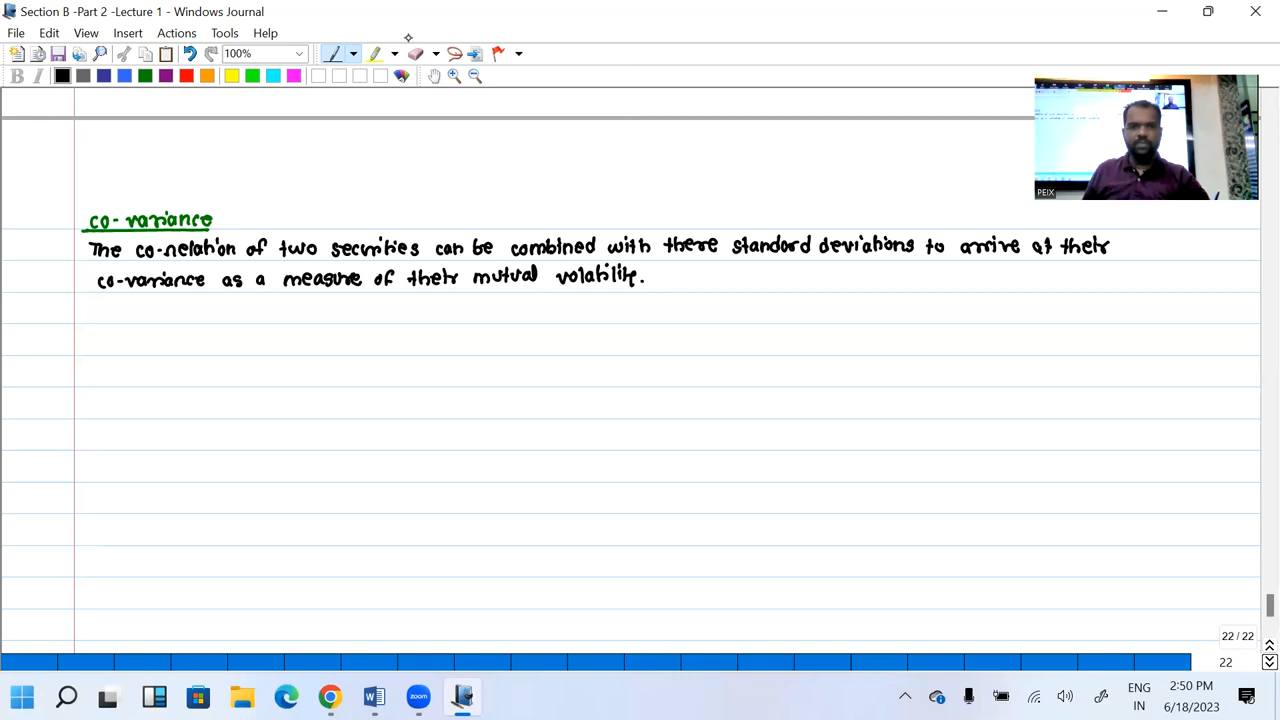 Section B -Part 2 -Lecture 1 - Windows Journal
File Edit View Insert Actions Tools Help
100%
B I
PEIX
co-variance
The co-relation of two securities can be combined with there standard deviations to arrive at their
co-variance as a measure of their mutual volatility.
22 / 22
22
zoom
ENG
IN
2:50 PM
6/18/2023